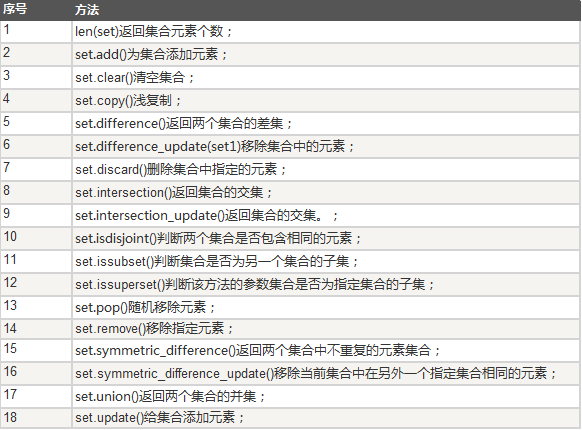 序号 方法
1 len(set)返回集合元素个数；
2 set.add()为集合添加元素；
3 set.clear()清空集合；
4 set.copy()浅复制；
5 set.difference()返回两个集合的差集；
6 set.difference_update(set1)移除集合中的元素；
7 set.discard()删除集合中指定的元素；
8 set.intersection()返回集合的交集；
9 set.intersection_update()返回集合的交集。；
10 set.isdisjoint()判断两个集合是否包含相同的元素；
11 set.issubset()判断集合是否为另一个集合的子集；
12 set.issuperset()判断该方法的参数集合是否为指定集合的子集；
13 set.pop()随机移除元素；
14 set.remove()移除指定元素；
15 set.symmetric_difference()返回两个集合中不重复的元素集合；
16 set.symmetric_difference_update()移除当前集合中在另外一个指定集合相同的元素；
17 set.union()返回两个集合的并集；
18 set.update()给集合添加元素；